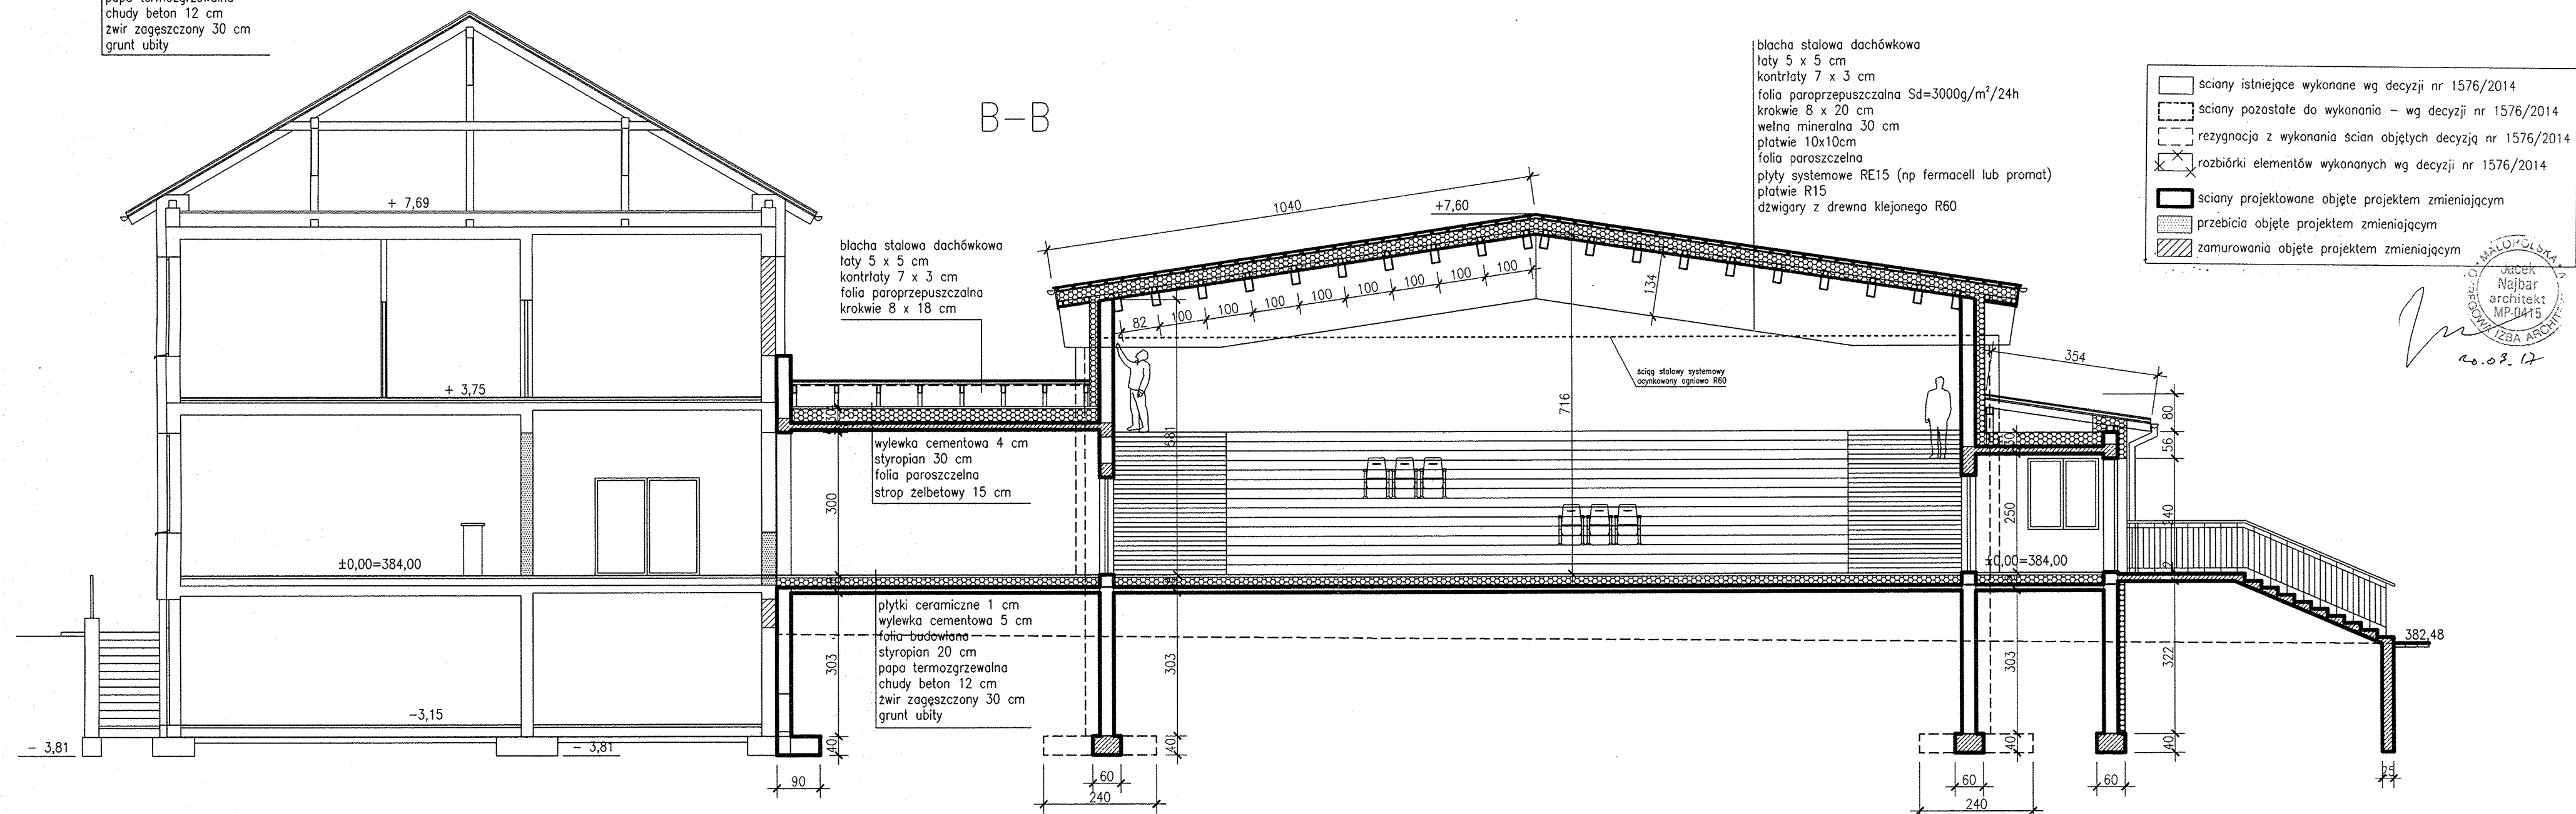 papa termozgrzewalna
chudy beton 12 cm
żwir zagęszczony 30 cm
grunt ubity
B–B
+ 7,69
+ 3,75
±0,00=384,00
−3,15
− 3,81
− 3,81
blacha stalowa dachówkowa
łaty 5 x 5 cm
kontrłaty 7 x 3 cm
folia paroprzepuszczalna
krokwie 8 x 18 cm
wylewka cementowa 4 cm
styropian 30 cm
folia paroszczelna
strop żelbetowy 15 cm
płytki ceramiczne 1 cm
wylewka cementowa 5 cm
folia budowlana
styropian 20 cm
papa termozgrzewalna
chudy beton 12 cm
żwir zagęszczony 30 cm
grunt ubity
300
303
40
90
1040
+7,60
82
100
100
100
100
100
100
100
100
134
581
716
ściąg stalowy systemowy
ocynkowany ogniowo R60
303
40
60
240
blacha stalowa dachówkowa
łaty 5 x 5 cm
kontrłaty 7 x 3 cm
folia paroprzepuszczalna Sd=3000g/m²/24h
krokwie 8 x 20 cm
wełna mineralna 30 cm
płatwie 10x10cm
folia paroszczelna
płyty systemowe RE15 (np fermacell lub promat)
płatwie R15
dźwigary z drewna klejonego R60
354
80
56
30
250
240
±0,00=384,00
303
322
40
40
60
240
60
25
382,48
ściany istniejące wykonane wg decyzji nr 1576/2014
ściany pozostałe do wykonania – wg decyzji nr 1576/2014
rezygnacja z wykonania ścian objętych decyzją nr 1576/2014
rozbiórki elementów wykonanych wg decyzji nr 1576/2014
ściany projektowane objęte projektem zmieniającym
przebicia objęte projektem zmieniającym
zamurowania objęte projektem zmieniającym
MAŁOPOLSKA
Jacek
Najbar
architekt
MP-0415
IZBA
20.03.17